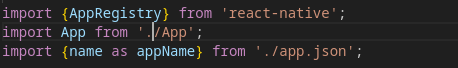 import {AppRegistry} from 'react-native';
import App from './App';
import {name as appName} from './app.json';